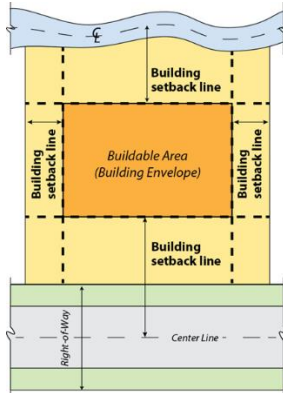 ℄
Building
setback line
Building
setback line
Buildable Area
(Building Envelope)
Building
setback line
Building
setback line
Right-of-Way
Center Line